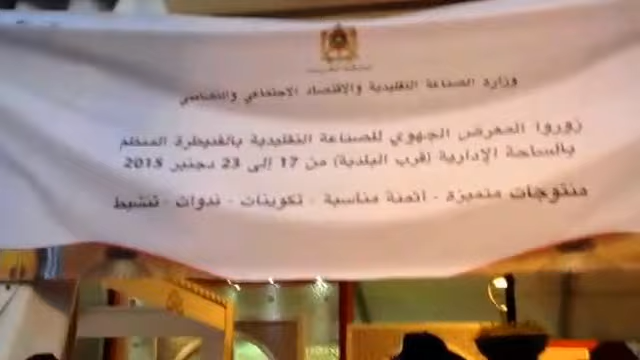 وزارة الصناعة التقليدية والاقتصاد الاجتماعي والتضامني
زوروا المعرض الجهوي للصناعة التقليدية بالقنيطرة المنظم
بالساحة الإدارية (قرب البلدية) من 17 إلى 23 دجنبر 2015
منتوجات متميزة - اثمنة مناسبة - تكوينات - ندوات - تنشيط